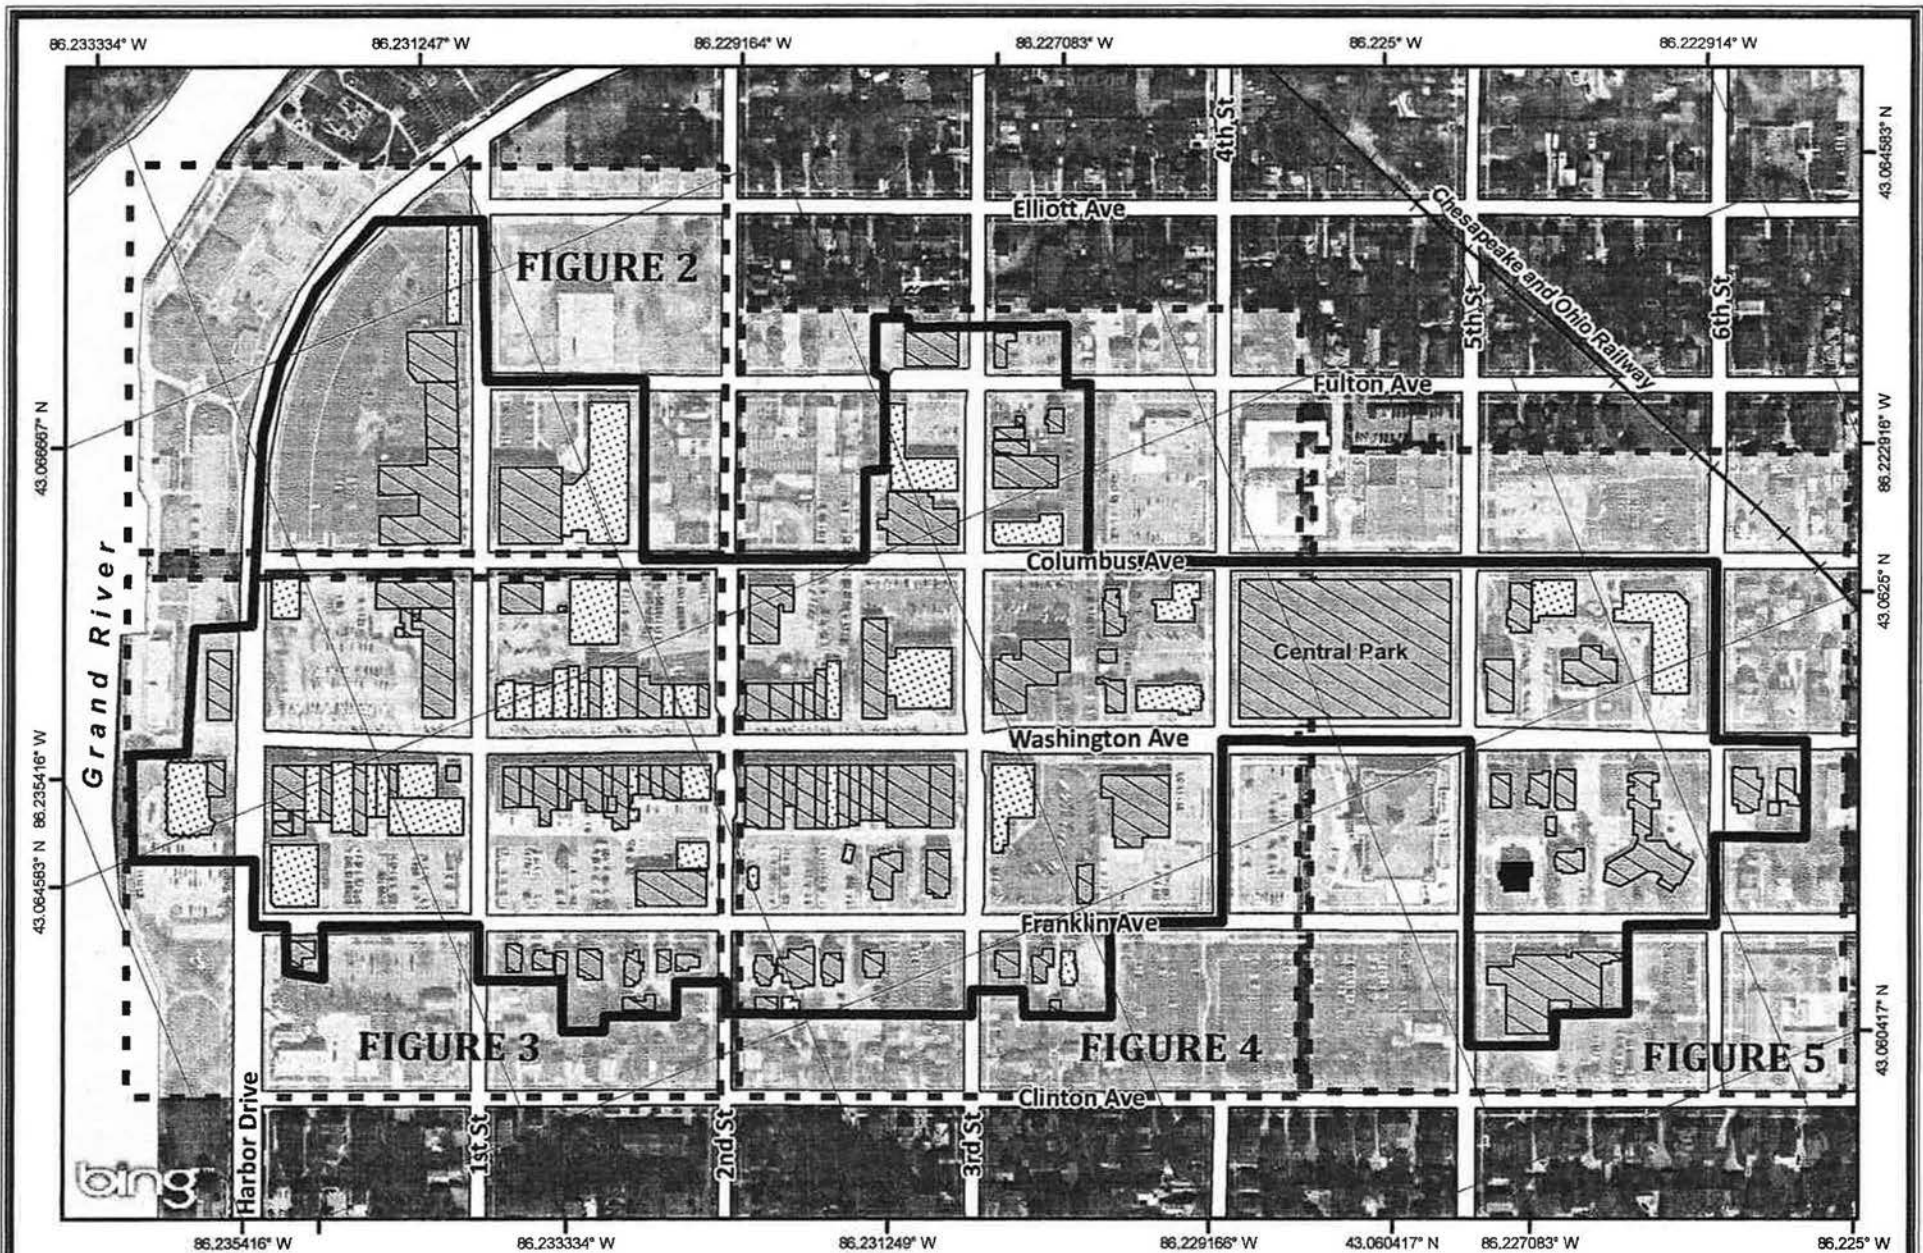 86.233334° W
86.231247° W
86.229164° W
86.227083° W
86.225° W
86.222914° W
43.064583° N
4th St
Elliott Ave
Chesapeake and Ohio Railway
FIGURE 2
5th St
6th St
Fulton Ave
43.066667° N
86.222916° W
Grand River
Columbus Ave
43.0625° N
Central Park
Washington Ave
86.235416° W
43.064583° N
Franklin Ave
FIGURE 3
FIGURE 4
FIGURE 5
43.060417° N
Clinton Ave
Harbor Drive
1st St
2nd St
3rd St
bing
86.235416° W
86.233334° W
86.231249° W
86.229166° W
43.060417° N
86.227083° W
86.225° W